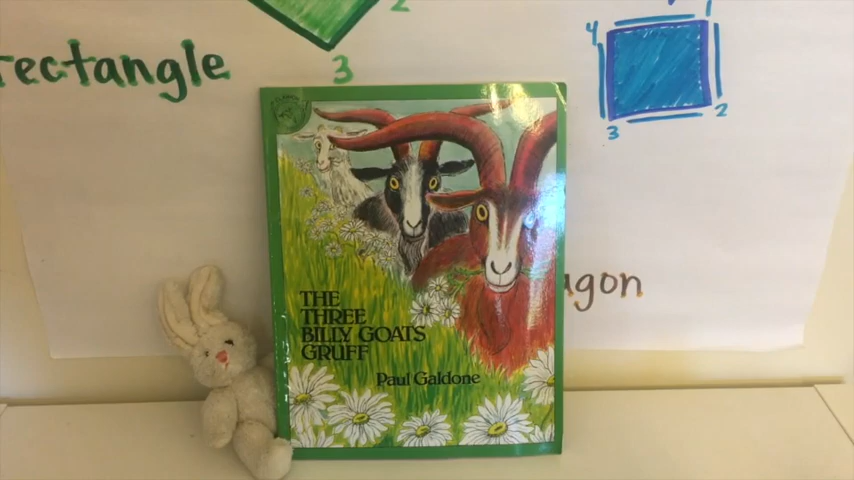 2
rectangle
3
4
3
2
THE
THREE
BILLY GOATS
GRUFF
Paul Galdone
agon